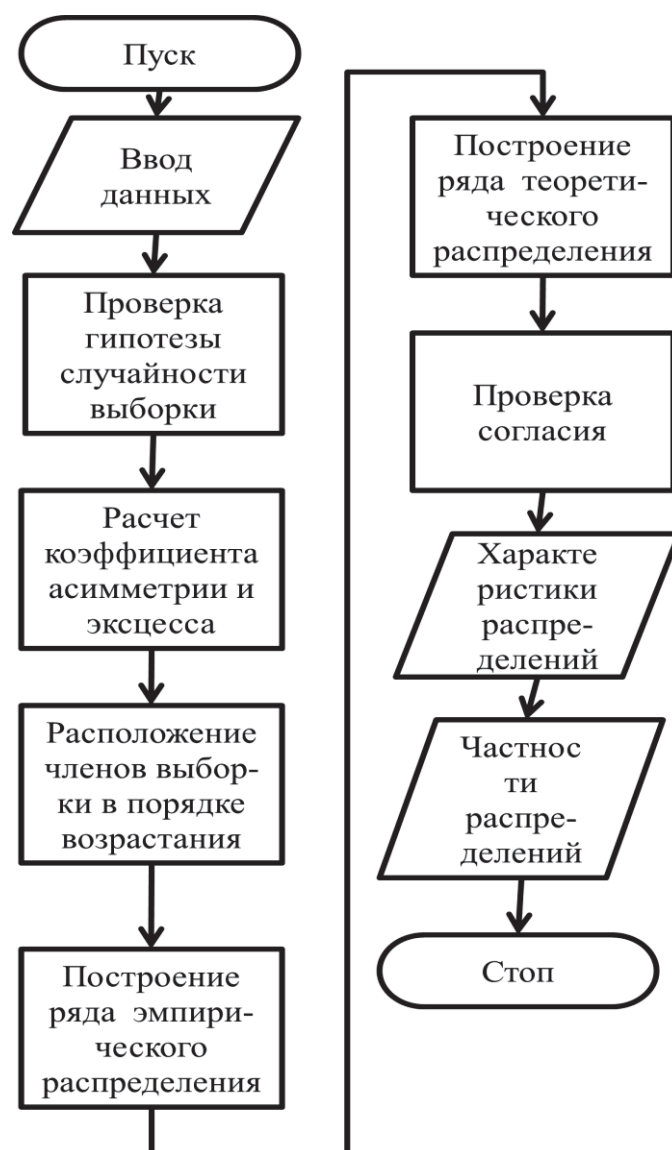 Пуск
Ввод
данных
Проверка
гипотезы
случайности
выборки
Расчет
коэффициента
асимметрии и
эксцесса
Расположение
членов выбор-
ки в порядке
возрастания
Построение
ряда эмпири-
ческого
распределения
Построение
ряда теорети-
ческого
распределения
Проверка
согласия
Характе
ристики
распре-
делений
Частнос
ти
распре-
делений
Стоп